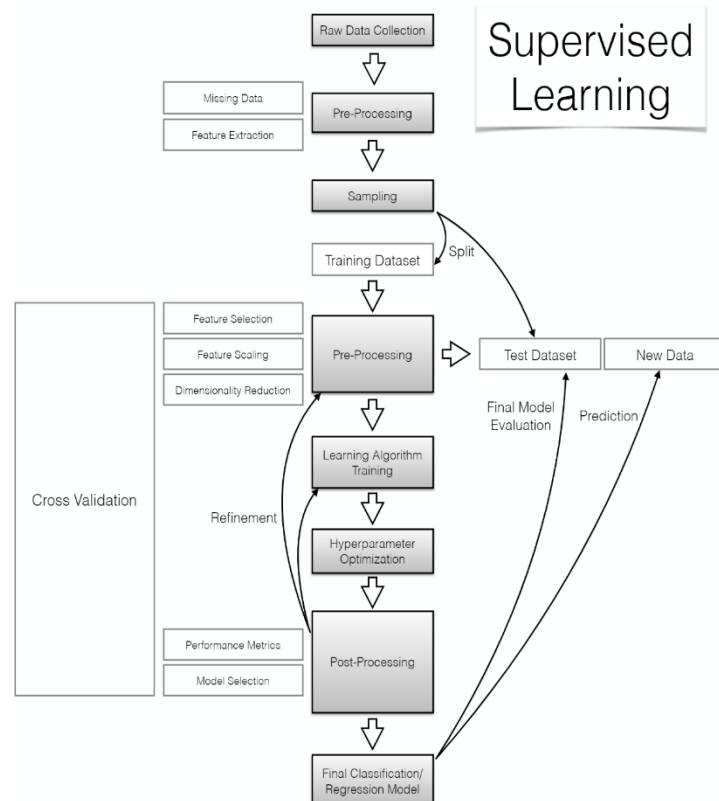 Supervised
Learning
Raw Data Collection
Missing Data
Pre-Processing
Feature Extraction
Sampling
Split
Training Dataset
Feature Selection
Feature Scaling
Pre-Processing
Test Dataset
New Data
Dimensionality Reduction
Final Model
Evaluation
Prediction
Learning Algorithm
Training
Cross Validation
Refinement
Hyperparameter
Optimization
Performance Metrics
Post-Processing
Model Selection
Final Classification/
Regression Model